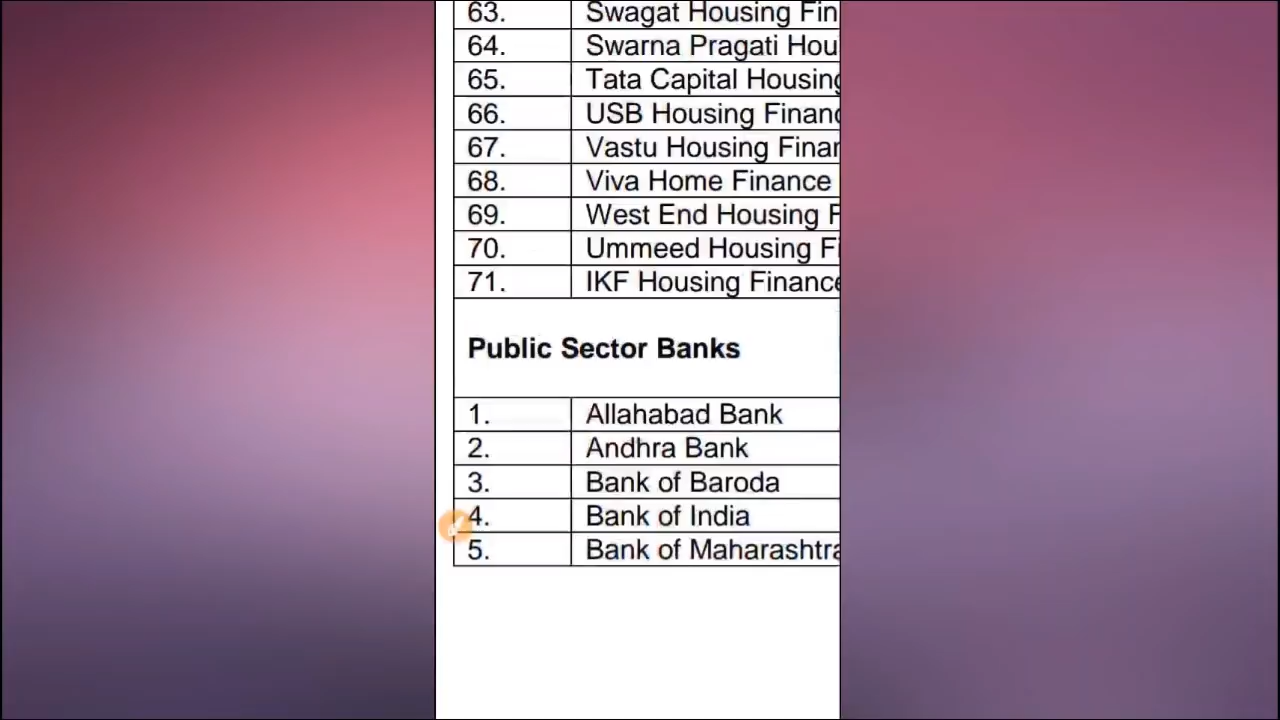 63. Swagat Housing Fin
64. Swarna Pragati Hou
65. Tata Capital Housing
66. USB Housing Financ
67. Vastu Housing Finan
68. Viva Home Finance
69. West End Housing F
70. Ummeed Housing Fi
71. IKF Housing Finance
Public Sector Banks
1. Allahabad Bank
2. Andhra Bank
3. Bank of Baroda
4. Bank of India
5. Bank of Maharashtra